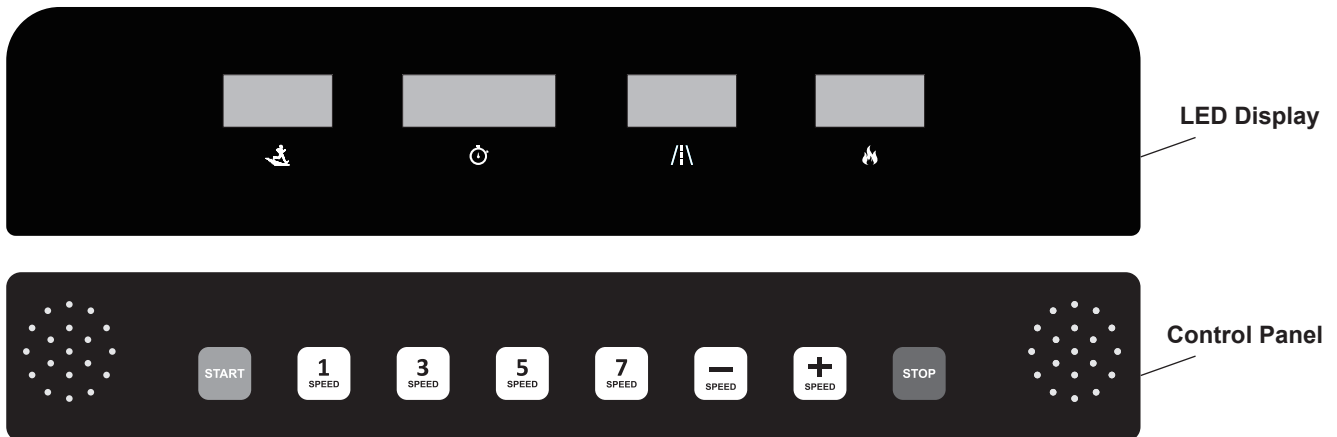 LED Display
Control Panel
START
1
SPEED
3
SPEED
5
SPEED
7
SPEED
—
SPEED
+
SPEED
STOP